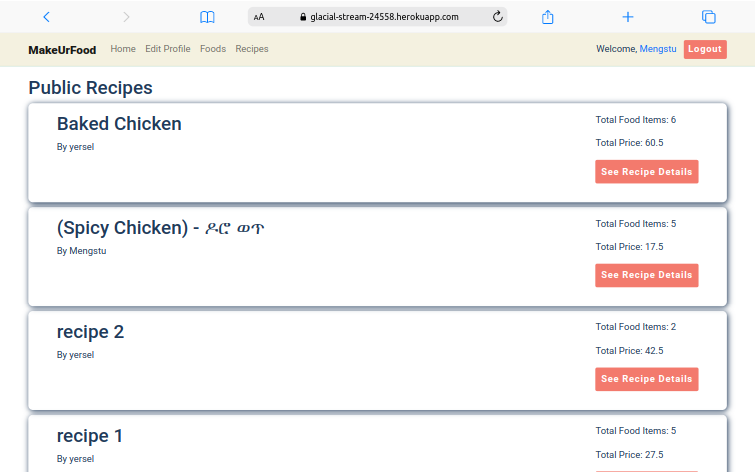 AA glacial-stream-24558.herokuapp.com
MakeUrFood Home Edit Profile Foods Recipes Welcome, Mengstu Logout
Public Recipes
Baked Chicken
By yersel
Total Food Items: 6
Total Price: 60.5
See Recipe Details
(Spicy Chicken) - ዶሮ ወጥ
By Mengstu
Total Food Items: 5
Total Price: 17.5
See Recipe Details
recipe 2
By yersel
Total Food Items: 2
Total Price: 42.5
See Recipe Details
recipe 1
By yersel
Total Food Items: 5
Total Price: 27.5